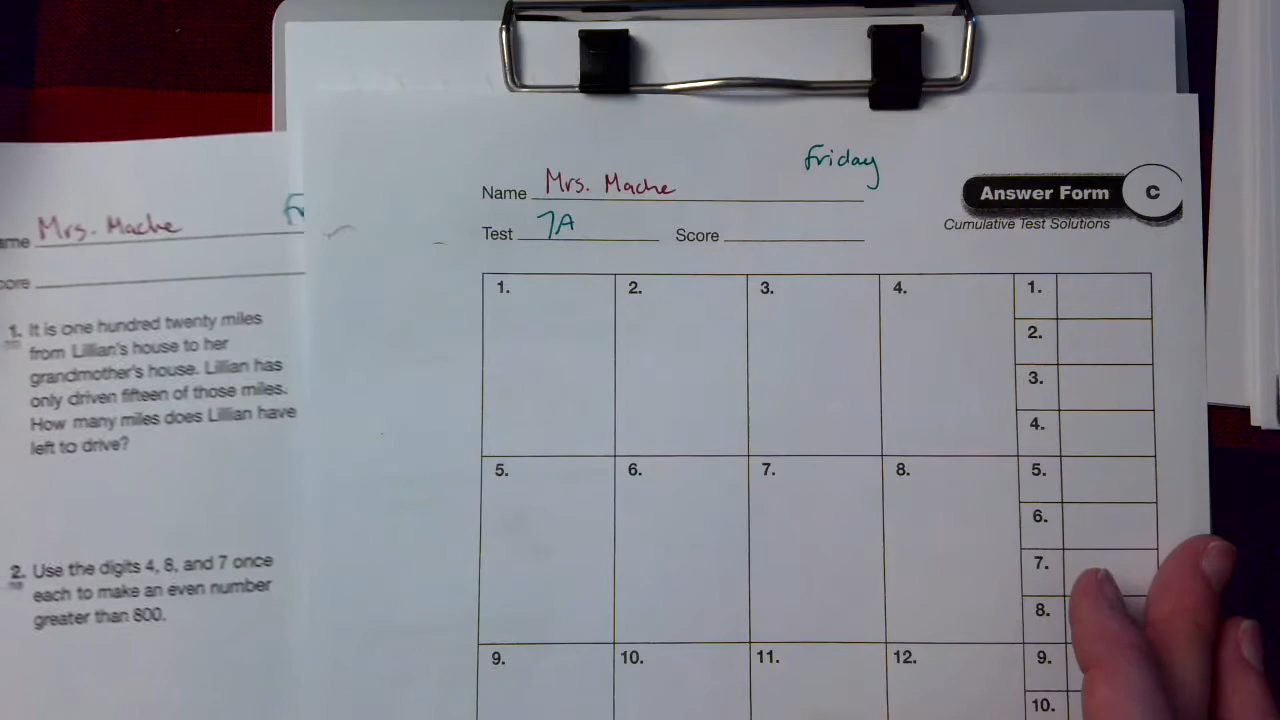 Mrs. Mache
ame
ore
1. It is one hundred twenty miles
from Lillian's house to her
grandmother's house. Lillian has
only driven fifteen of those miles.
How many miles does Lillian have
left to drive?
2. Use the digits 4, 8, and 7 once
each to make an even number
greater than 800.
Friday
Name Mrs. Mache
Answer Form C
Test 7A Score
Cumulative Test Solutions
1. 2. 3. 4. 1.
2.
3.
4.
5. 6. 7. 8. 5.
6.
7.
8.
9. 10. 11. 12. 9.
10.